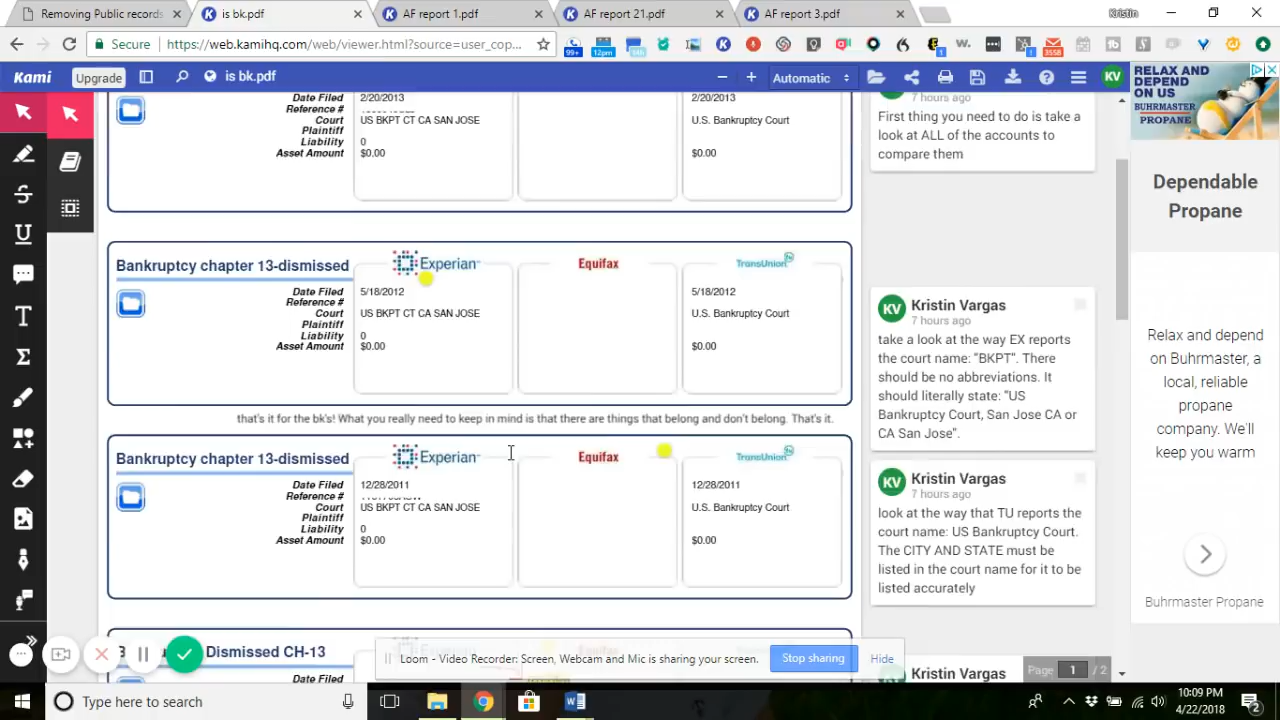 Removing Public records
is bk.pdf
AF report 1.pdf
AF report 21.pdf
AF report 3.pdf
Kristin
Secure
https://web.kamihq.com/web/viewer.html?source=user_cop...
99+
12pm
1
1
3558
Kami
Upgrade
is bk.pdf
Automatic
KV
Date Filed 2/20/2013 2/20/2013
Reference #
Court US BKPT CT CA SAN JOSE U.S. Bankruptcy Court
Plaintiff
Liability 0
Asset Amount $0.00 $0.00
Bankruptcy chapter 13-dismissed Experian Equifax TransUnion
Date Filed 5/18/2012 5/18/2012
Reference #
Court US BKPT CT CA SAN JOSE U.S. Bankruptcy Court
Plaintiff
Liability 0
Asset Amount $0.00 $0.00
that's it for the bk's! What you really need to keep in mind is that there are things that belong and don't belong. That's it.
Bankruptcy chapter 13-dismissed Experian Equifax TransUnion
Date Filed 12/28/2011 12/28/2011
Reference #
Court US BKPT CT CA SAN JOSE U.S. Bankruptcy Court
Plaintiff
Liability 0
Asset Amount $0.00 $0.00
Dismissed CH-13
Date Filed
7 hours ago
First thing you need to do is take a
look at ALL of the accounts to
compare them
KV Kristin Vargas
7 hours ago
take a look at the way EX reports
the court name: "BKPT". There
should be no abbreviations. It
should literally state: "US
Bankruptcy Court, San Jose CA or
CA San Jose".
KV Kristin Vargas
7 hours ago
look at the way that TU reports the
court name: US Bankruptcy Court.
The CITY AND STATE must be
listed in the court name for it to be
listed accurately
Kristin Vargas
Page 1 / 2
RELAX AND
DEPEND
ON US
BUHRMASTER
PROPANE
Dependable
Propane
Relax and depend
on Buhrmaster, a
local, reliable
propane
company. We'll
keep you warm
Buhrmaster Propane
Loom - Video Recorder: Screen, Webcam and Mic is sharing your screen.
Stop sharing
Hide
Type here to search
10:09 PM
4/22/2018
2